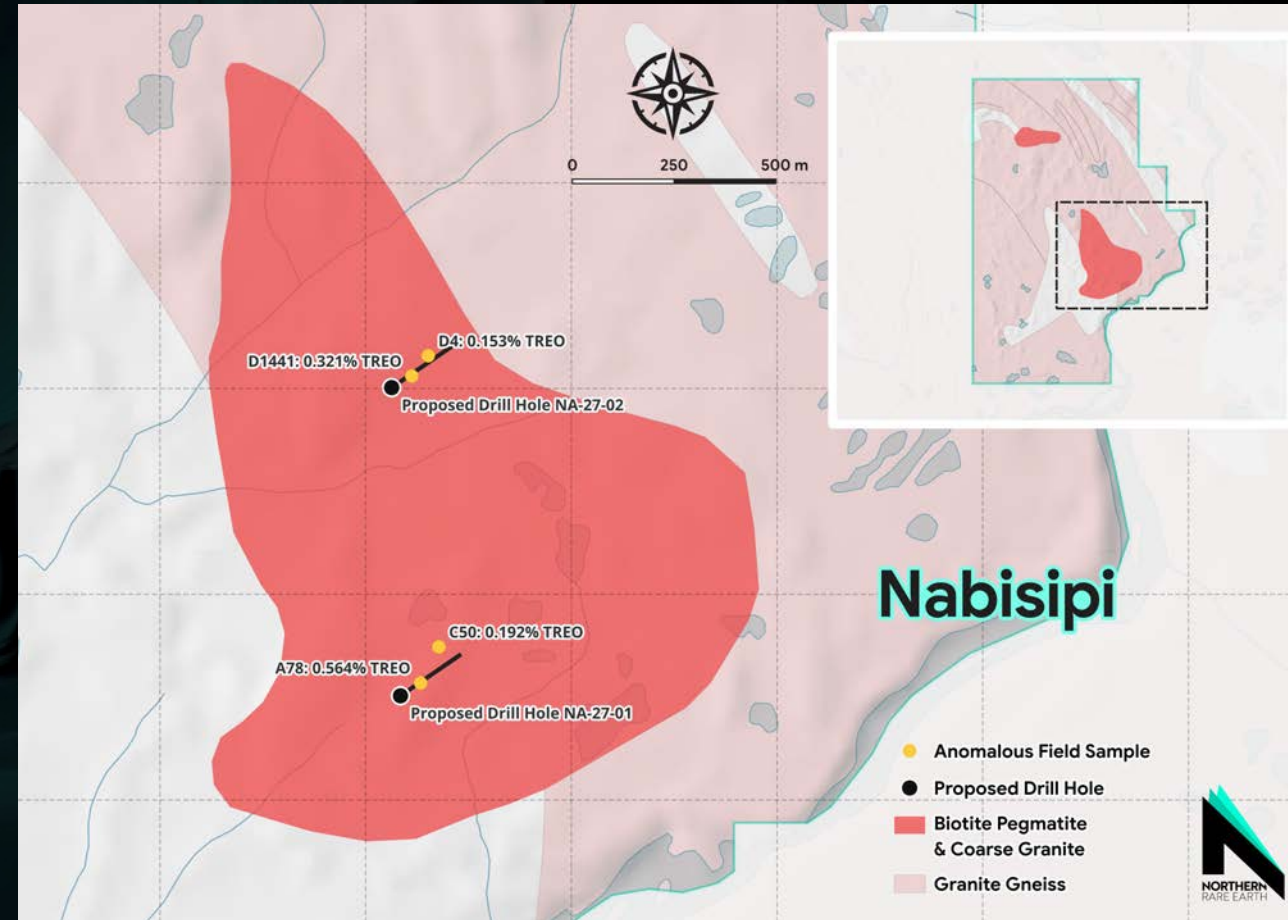 0 250 500 m
D4: 0.153% TREO
D1441: 0.321% TREO
Proposed Drill Hole NA-27-02
Nabisipi
C50: 0.192% TREO
A78: 0.564% TREO
Proposed Drill Hole NA-27-01
Anomalous Field Sample
Proposed Drill Hole
Biotite Pegmatite
& Coarse Granite
Granite Gneiss
NORTHERN
RARE EARTH